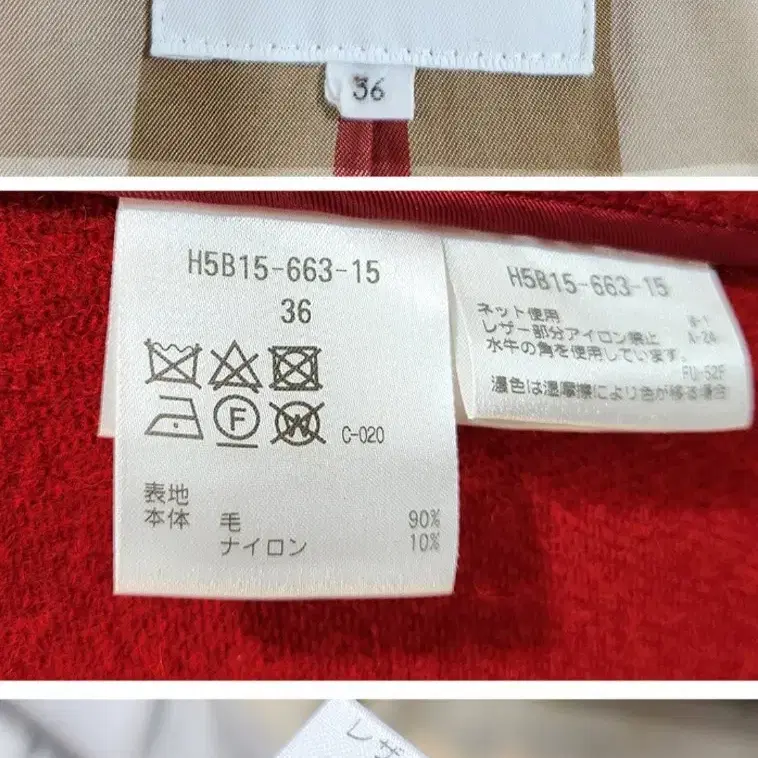 36
H5B15-663-15
36
F
W
C-020
表地
本体 毛 90%
ナイロン 10%
H5B15-663-15
ネット使用
レザー部分アイロン禁止 A-24
水牛の角を使用しています。
FU-52F
濃色は湿摩擦により色が移る場合
レザ